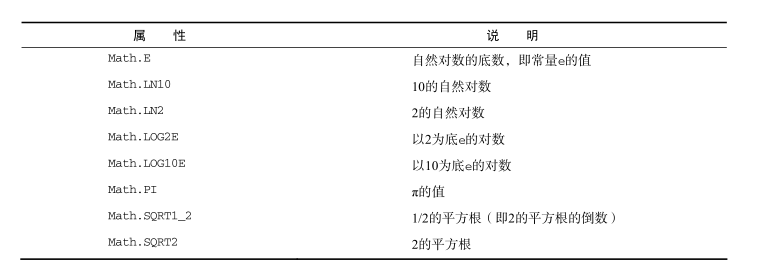 属 性 说 明
Math.E 自然对数的底数，即常量e的值
Math.LN10 10的自然对数
Math.LN2 2的自然对数
Math.LOG2E 以2为底e的对数
Math.LOG10E 以10为底e的对数
Math.PI π的值
Math.SQRT1_2 1/2的平方根（即2的平方根的倒数）
Math.SQRT2 2的平方根